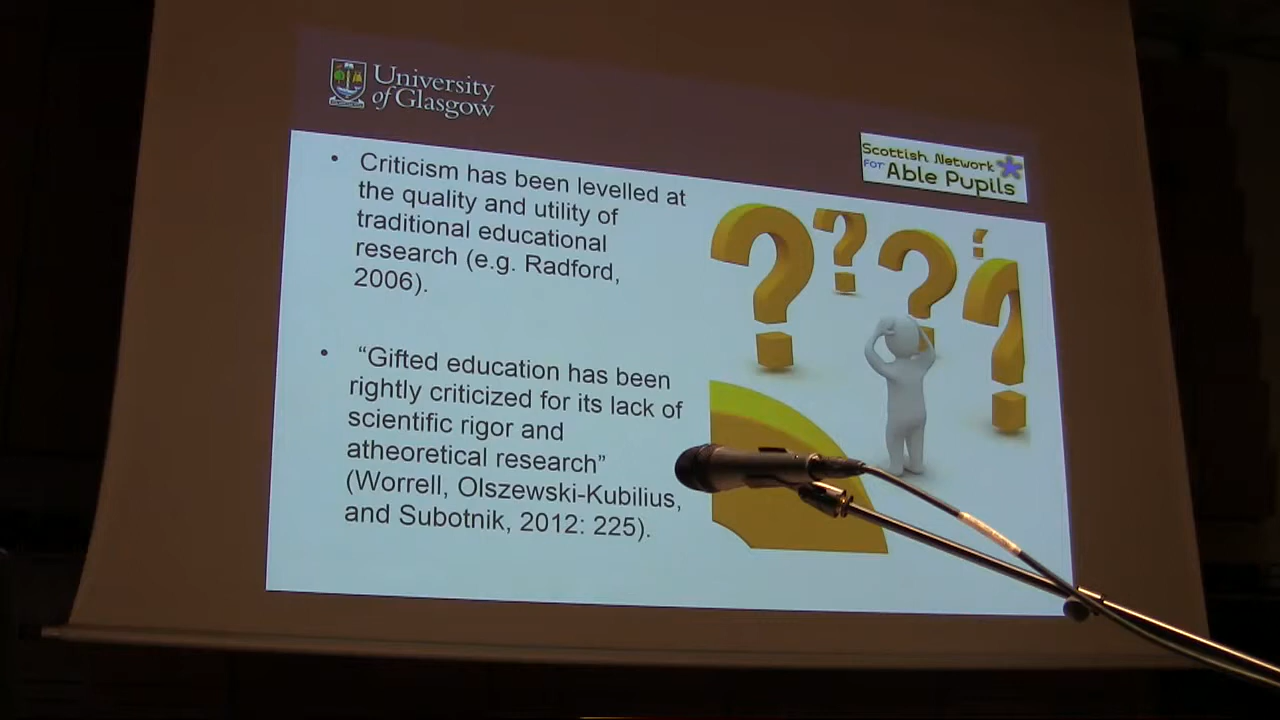 University
of Glasgow
Scottish Network
for Able Pupils
• Criticism has been levelled at
the quality and utility of
traditional educational
research (e.g. Radford,
2006).
• “Gifted education has been
rightly criticized for its lack of
scientific rigor and
atheoretical research”
(Worrell, Olszewski-Kubilius,
and Subotnik, 2012: 225).